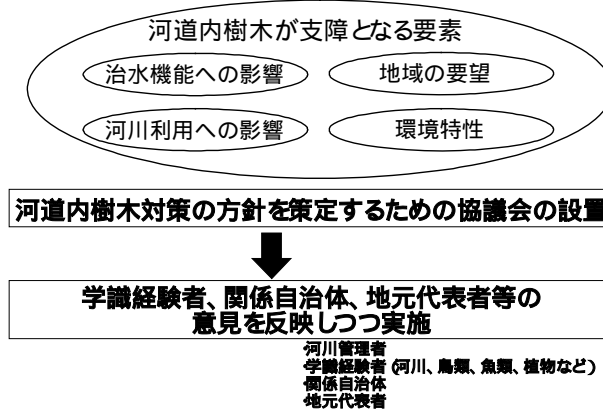 河道内樹木が支障となる要素
治水機能への影響 地域の要望
河川利用への影響 環境特性
河道内樹木対策の方針を策定するための協議会の設置
学識経験者、関係自治体、地元代表者等の
意見を反映しつつ実施
・河川管理者
・学識経験者(河川、鳥類、魚類、植物など)
・関係自治体
・地元代表者